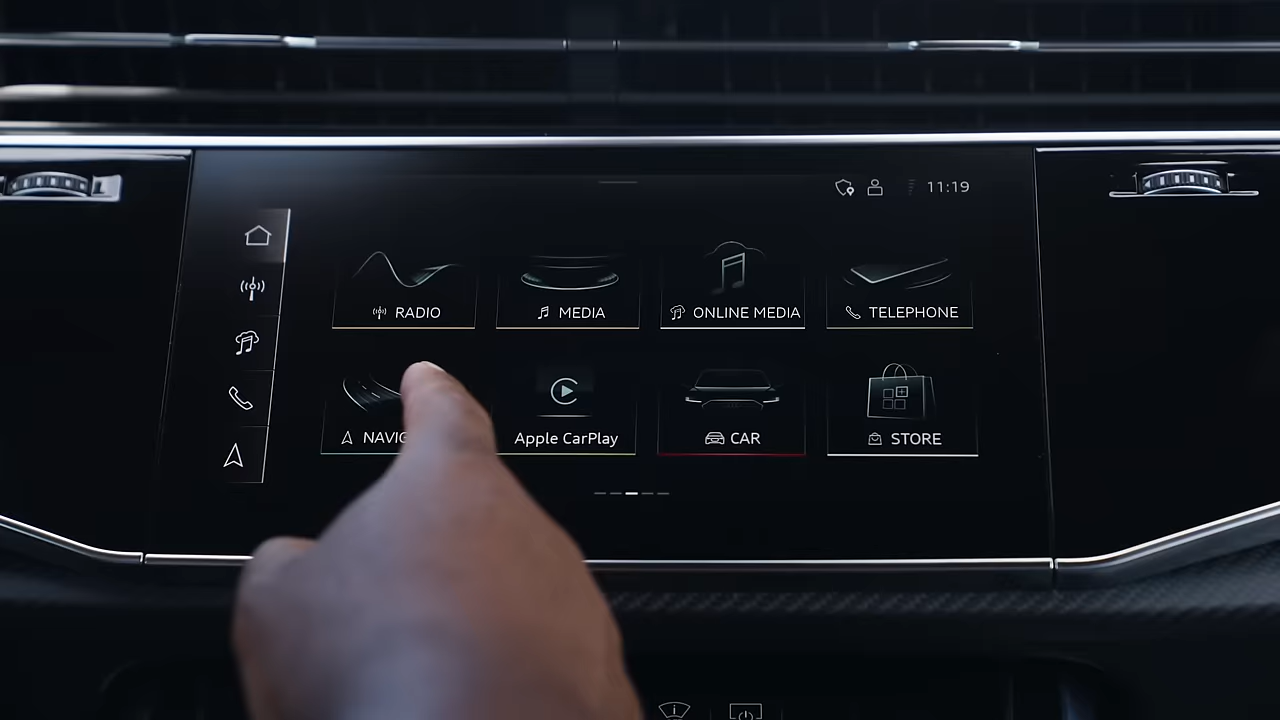 11:19
RADIO
MEDIA
ONLINE MEDIA
TELEPHONE
NAVIG
Apple CarPlay
CAR
STORE